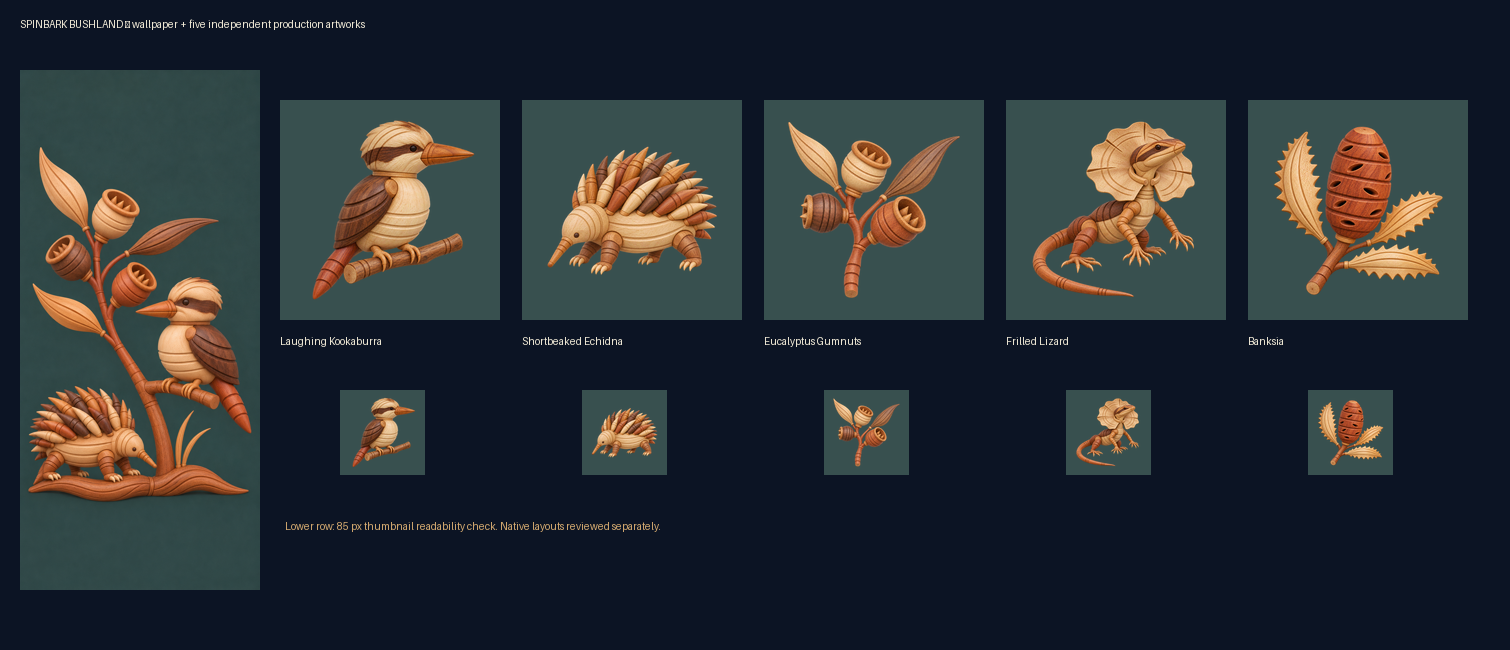 SPINBARK BUSHLAND □ wallpaper + five independent production artworks
Laughing Kookaburra
Shortbeaked Echidna
Eucalyptus Gumnuts
Frilled Lizard
Banksia
Lower row: 85 px thumbnail readability check. Native layouts reviewed separately.